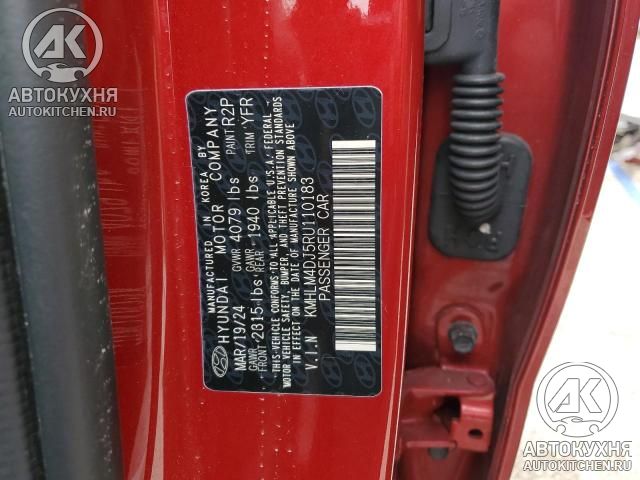 АВТОКУХНЯ
AUTOKITCHEN.RU
MANUFACTURED IN KOREA BY
HYUNDAI MOTOR COMPANY
MAR/19/24 GVWR 4079 lbs PAINT R2P
GAWR FRONT 2815 lbs GAWR REAR 1940 lbs TRIM YFR
THIS VEHICLE CONFORMS TO ALL APPLICABLE U.S.A. FEDERAL
MOTOR VEHICLE SAFETY, BUMPER, AND THEFT PREVENTION STANDARDS
IN EFFECT ON THE DATE OF MANUFACTURE SHOWN ABOVE.
V.I.N KMHLM4DJ5RU110183
PASSENGER CAR
АВТОКУХНЯ
AUTOKITCHEN.RU